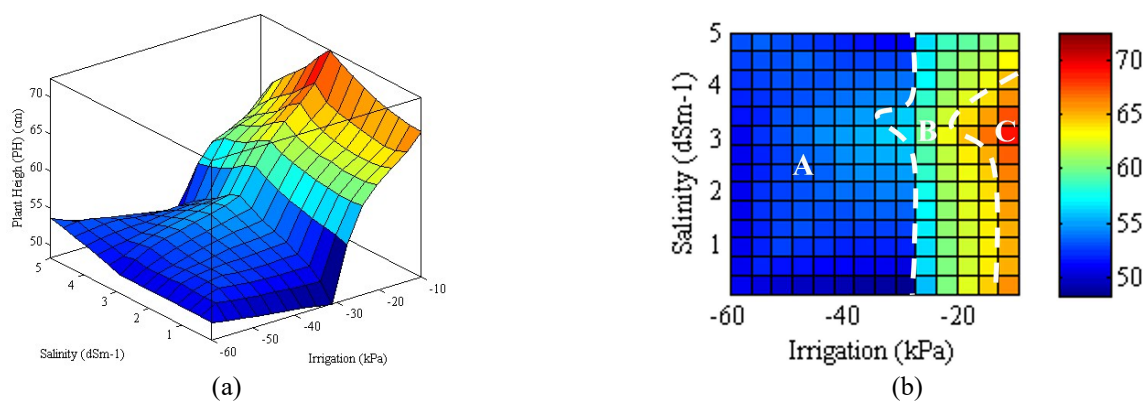 Plant Heigh (PH) (cm)
70
65
60
55
50
5
4
3
2
1
Salinity (dSm-1)
-60
-50
-40
-30
-20
-10
Irrigation (kPa)
(a)
Salinity (dSm-1)
5
4
3
2
1
A
B
C
-60
-40
-20
Irrigation (kPa)
70
65
60
55
50
(b)